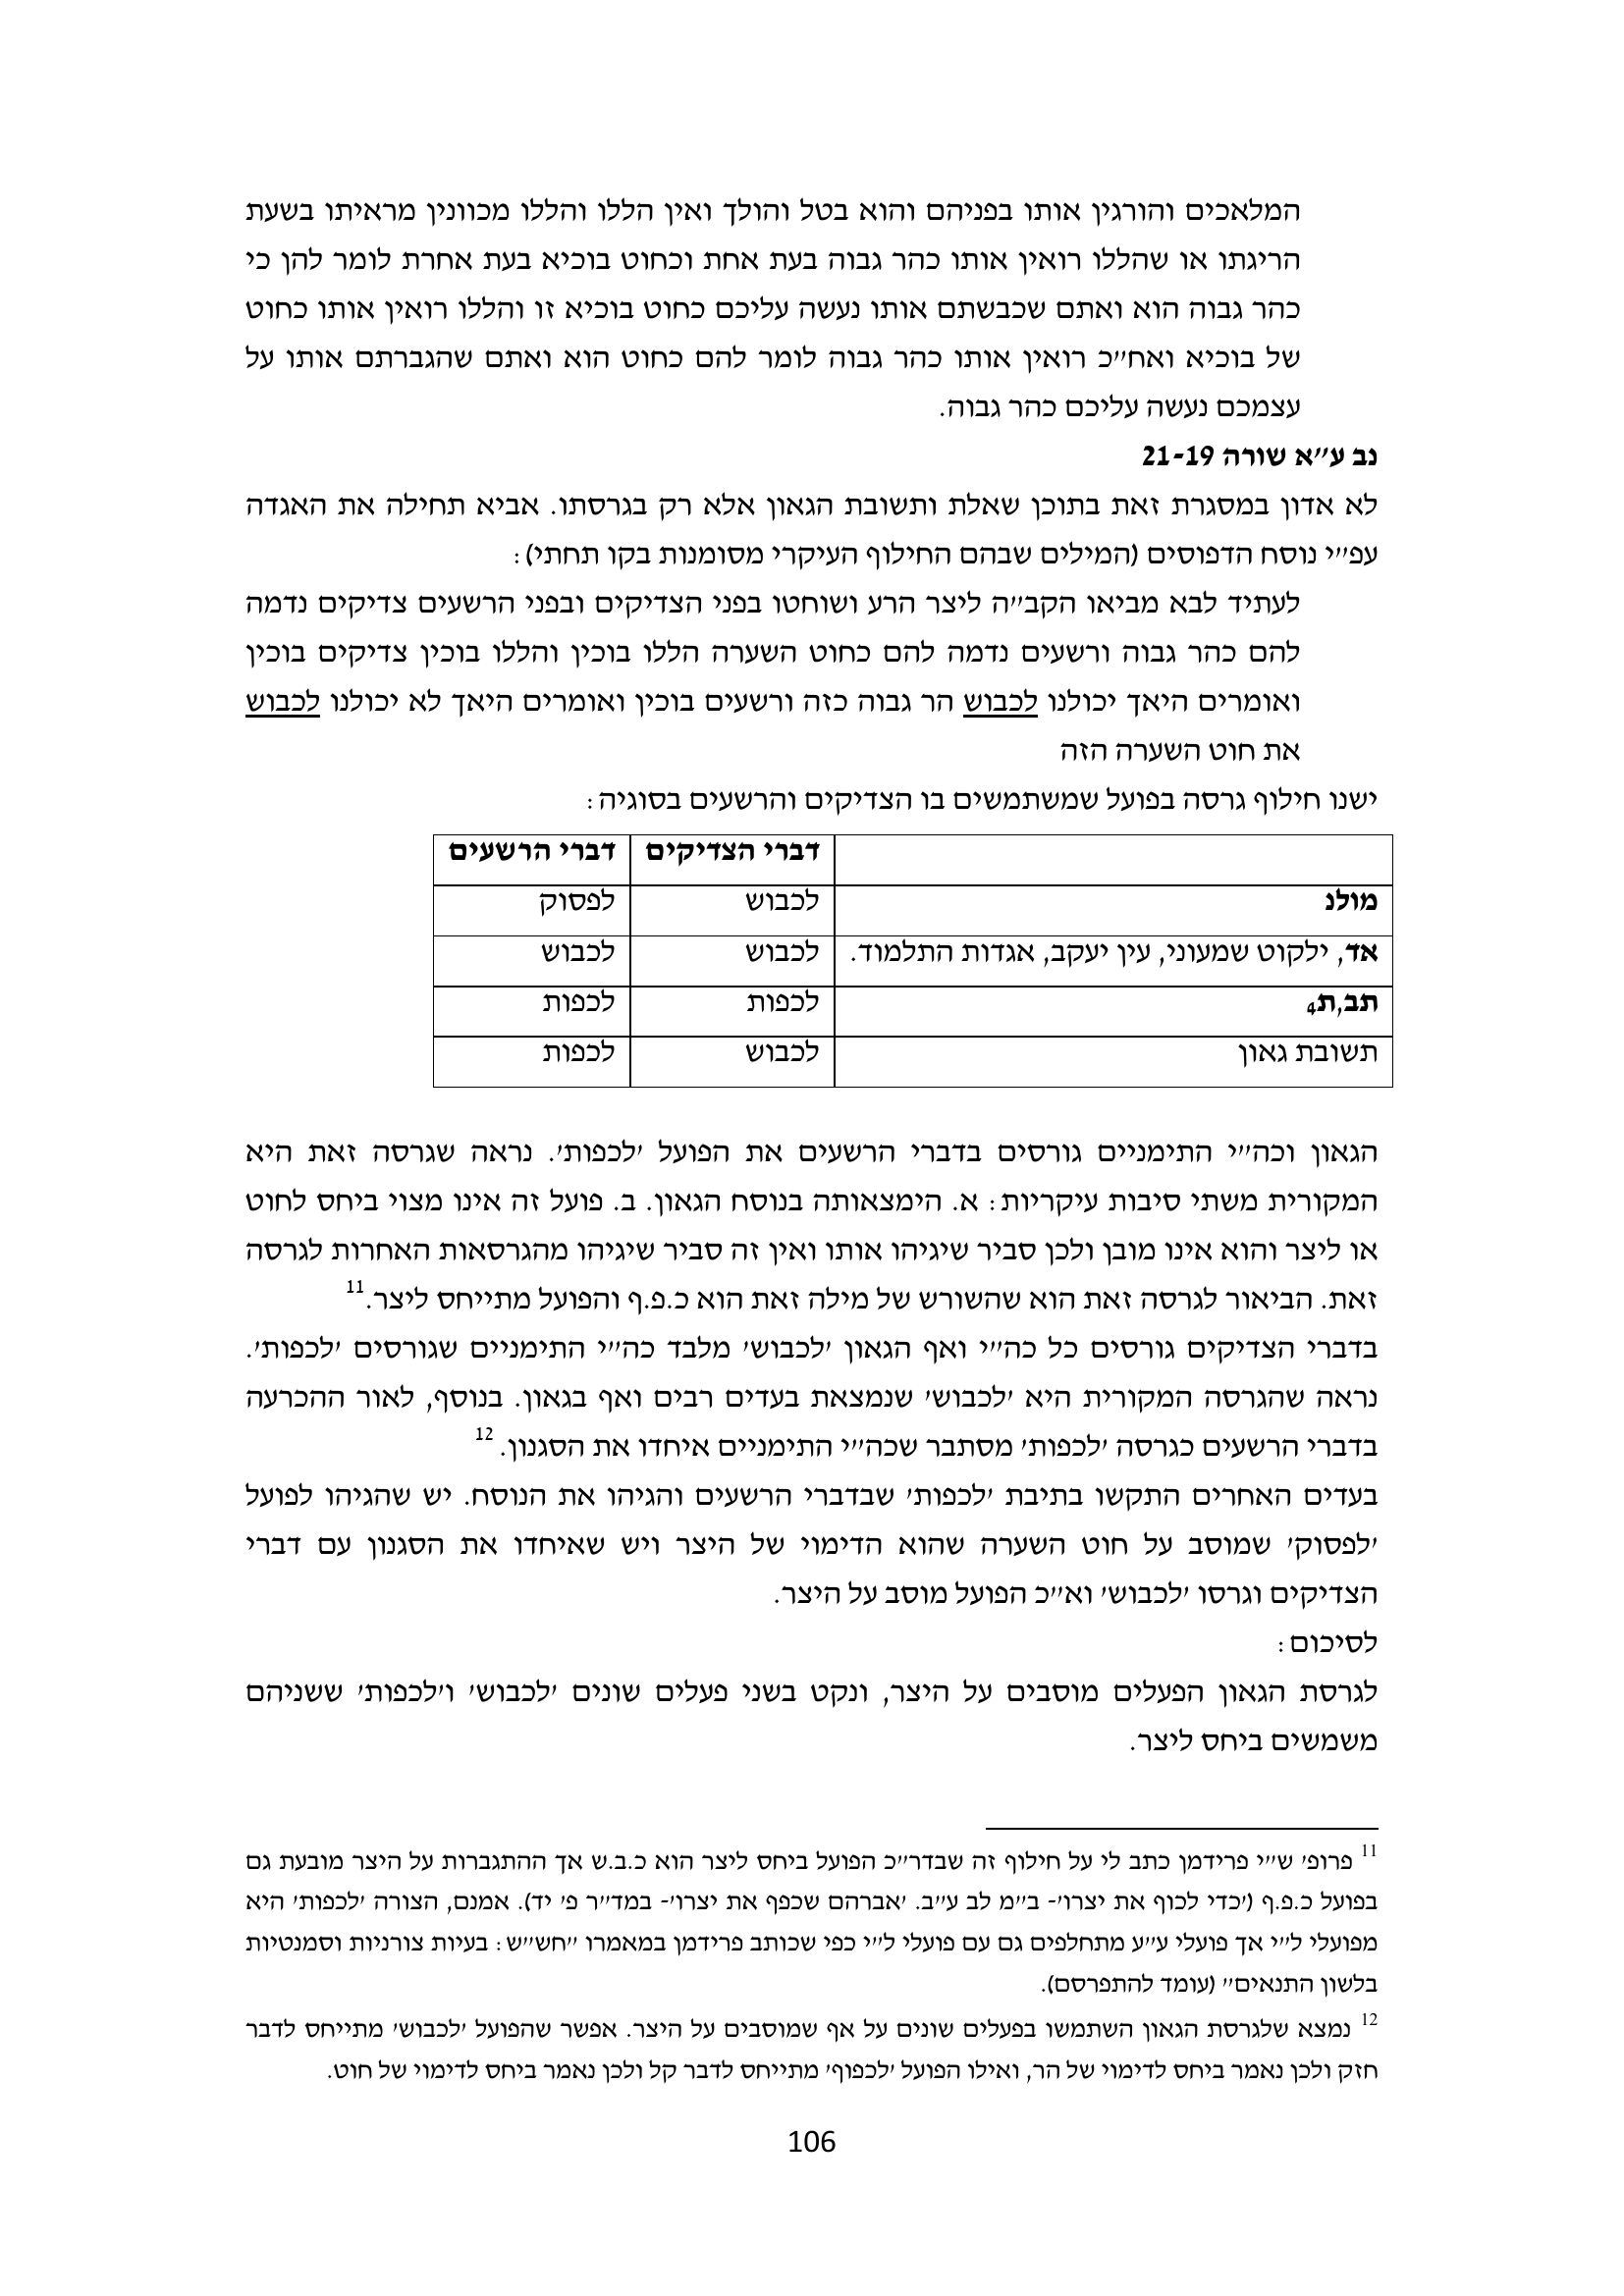 המלאכים והורגין אותו בפניהם והוא בטל והולך ואין הללו והללו מכוונין מראיתו בשעת
הריגתו או שהללו רואין אותו כהר גבוה בעת אחת וכחוט בוכיא בעת אחרת לומר להן כי
כהר גבוה הוא ואתם שכבשתם אותו נעשה עליכם כחוט בוכיא זו והללו רואין אותו כחוט
של בוכיא ואח״כ רואין אותו כהר גבוה לומר להם כחוט הוא ואתם שהגברתם אותו על
עצמכם נעשה עליכם כהר גבוה.
נב ע״א שורה 21-19
לא אדון במסגרת זאת בתוכן שאלת ותשובת הגאון אלא רק בגרסתו. אביא תחילה את האגדה
עפ״י נוסח הדפוסים (המילים שבהם החילוף העיקרי מסומנות בקו תחתי):
לעתיד לבא מביאו הקב״ה ליצר הרע ושוחטו בפני הצדיקים ובפני הרשעים צדיקים נדמה
להם כהר גבוה ורשעים נדמה להם כחוט השערה הללו בוכין והללו בוכין צדיקים בוכין
ואומרים היאך יכולנו לכבוש הר גבוה כזה ורשעים בוכין ואומרים היאך לא יכולנו לכבוש
את חוט השערה הזה
ישנו חילוף גרסה בפועל שמשתמשים בו הצדיקים והרשעים בסוגיה:
דברי הצדיקים דברי הרשעים
מולנ לכבוש לפסוק
אד, ילקוט שמעוני, עין יעקב, אגדות התלמוד. לכבוש לכבוש
תב,ת4 לכפות לכפות
תשובת גאון לכבוש לכפות
הגאון וכה״י התימניים גורסים בדברי הרשעים את הפועל ׳לכפות׳. נראה שגרסה זאת היא
המקורית משתי סיבות עיקריות: א. הימצאותה בנוסח הגאון. ב. פועל זה אינו מצוי ביחס לחוט
או ליצר והוא אינו מובן ולכן סביר שיגיהו אותו ואין זה סביר שיגיהו מהגרסאות האחרות לגרסה
זאת. הביאור לגרסה זאת הוא שהשורש של מילה זאת הוא כ.פ.ף והפועל מתייחס ליצר.11
בדברי הצדיקים גורסים כל כה״י ואף הגאון ׳לכבוש׳ מלבד כה״י התימניים שגורסים ׳לכפות׳.
נראה שהגרסה המקורית היא ׳לכבוש׳ שנמצאת בעדים רבים ואף בגאון. בנוסף, לאור ההכרעה
בדברי הרשעים כגרסה ׳לכפות׳ מסתבר שכה״י התימניים איחדו את הסגנון. 12
בעדים האחרים התקשו בתיבת ׳לכפות׳ שבדברי הרשעים והגיהו את הנוסח. יש שהגיהו לפועל
׳לפסוק׳ שמוסב על חוט השערה שהוא הדימוי של היצר ויש שאיחדו את הסגנון עם דברי
הצדיקים וגרסו ׳לכבוש׳ וא״כ הפועל מוסב על היצר.
לסיכום:
לגרסת הגאון הפעלים מוסבים על היצר, ונקט בשני פעלים שונים ׳לכבוש׳ ו׳לכפות׳ ששניהם
משמשים ביחס ליצר.
11 פרופ׳ ש״י פרידמן כתב לי על חילוף זה שבדר״כ הפועל ביחס ליצר הוא כ.ב.ש אך ההתגברות על היצר מובעת גם
בפועל כ.פ.ף (׳כדי לכוף את יצרו׳- ב״מ לב ע״ב. ׳אברהם שכפף את יצרו׳- במד״ר פ׳ יד). אמנם, הצורה ׳לכפות׳ היא
מפועלי ל״י אך פועלי ע״ע מתחלפים גם עם פועלי ל״י כפי שכותב פרידמן במאמרו ״חש״ש: בעיות צורניות וסמנטיות
בלשון התנאים״ (עומד להתפרסם).
12 נמצא שלגרסת הגאון השתמשו בפעלים שונים על אף שמוסבים על היצר. אפשר שהפועל ׳לכבוש׳ מתייחס לדבר
חזק ולכן נאמר ביחס לדימוי של הר, ואילו הפועל ׳לכפוף׳ מתייחס לדבר קל ולכן נאמר ביחס לדימוי של חוט.
106